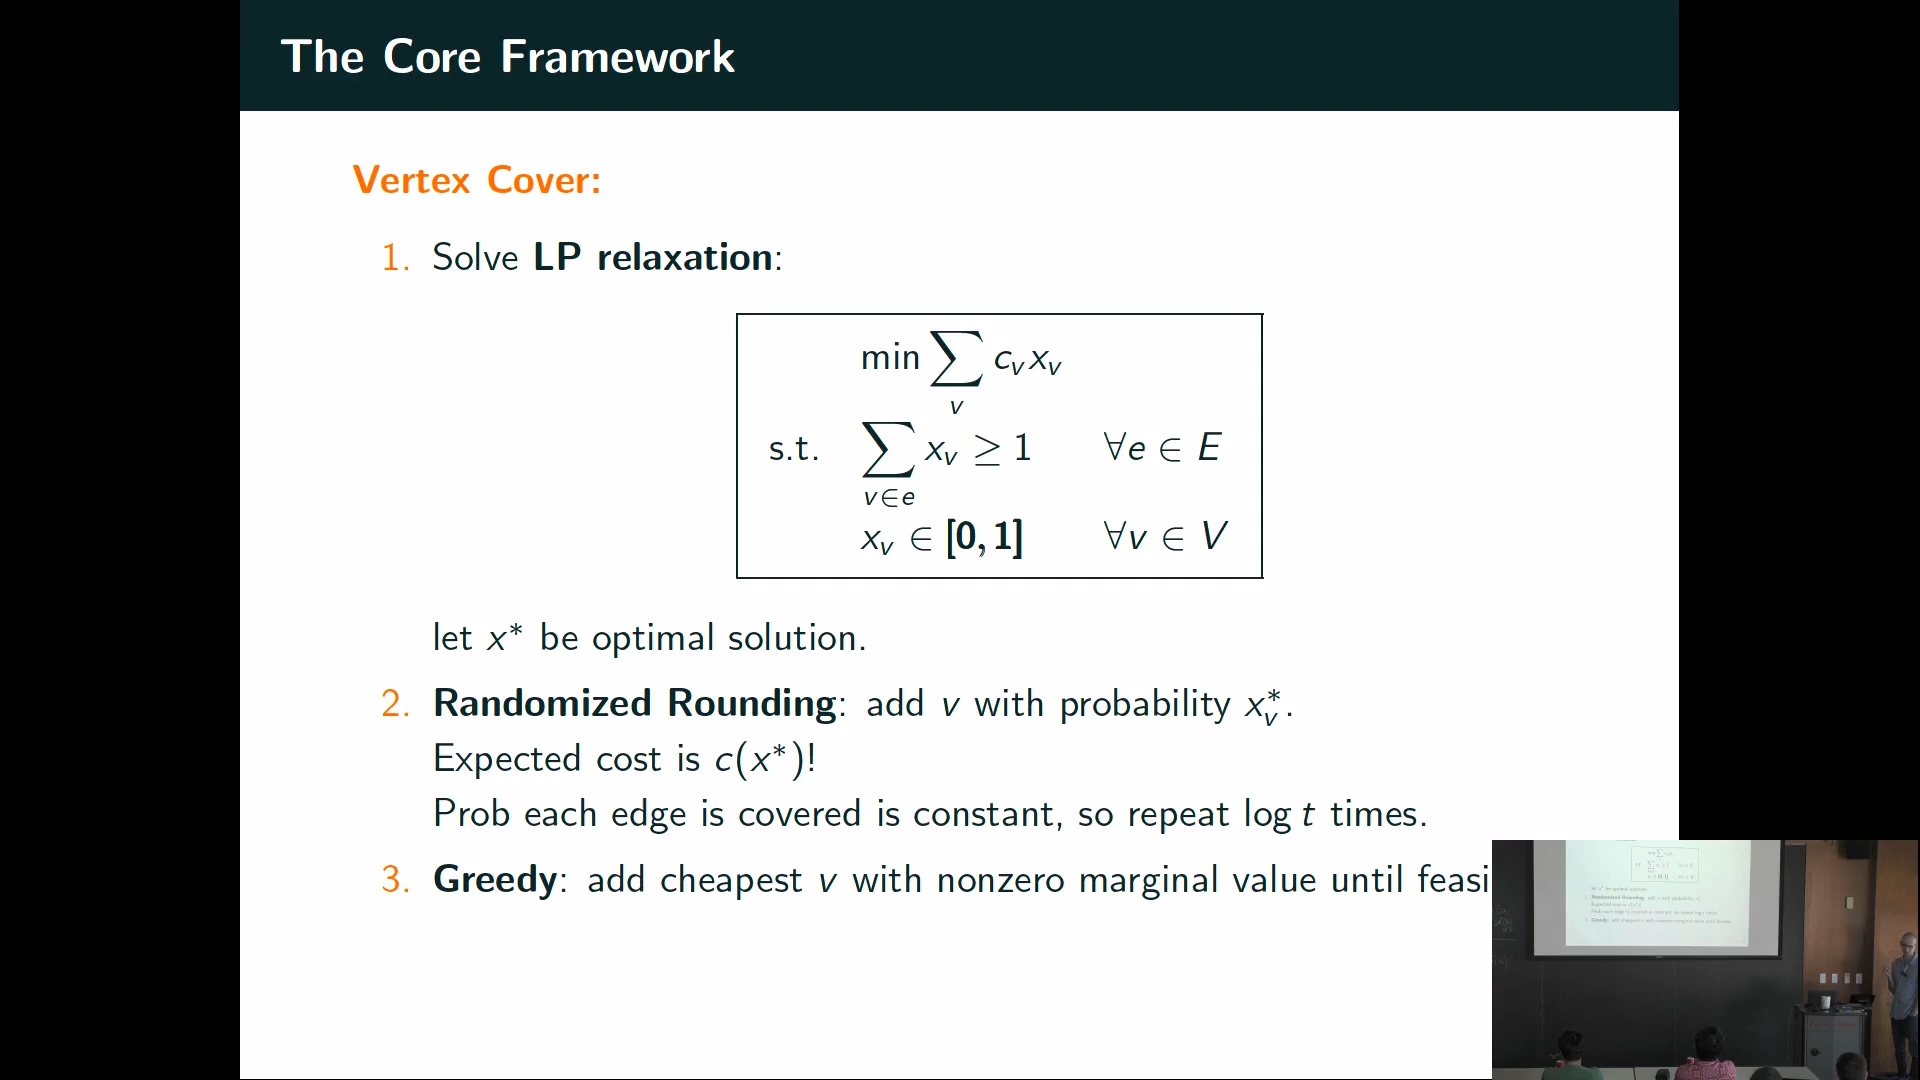 The Core Framework
Vertex Cover:
1. Solve LP relaxation:
min ∑_v c_v x_v
s.t. ∑_{v∈e} x_v ≥ 1 ∀e ∈ E
x_v ∈ [0, 1] ∀v ∈ V
let x* be optimal solution.
2. Randomized Rounding: add v with probability x*_v.
Expected cost is c(x*)!
Prob each edge is covered is constant, so repeat log t times.
3. Greedy: add cheapest v with nonzero marginal value until feasi